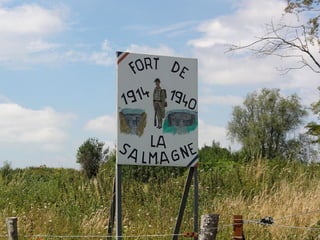 FORT DE
1914 1940
LA
SALMAGNE